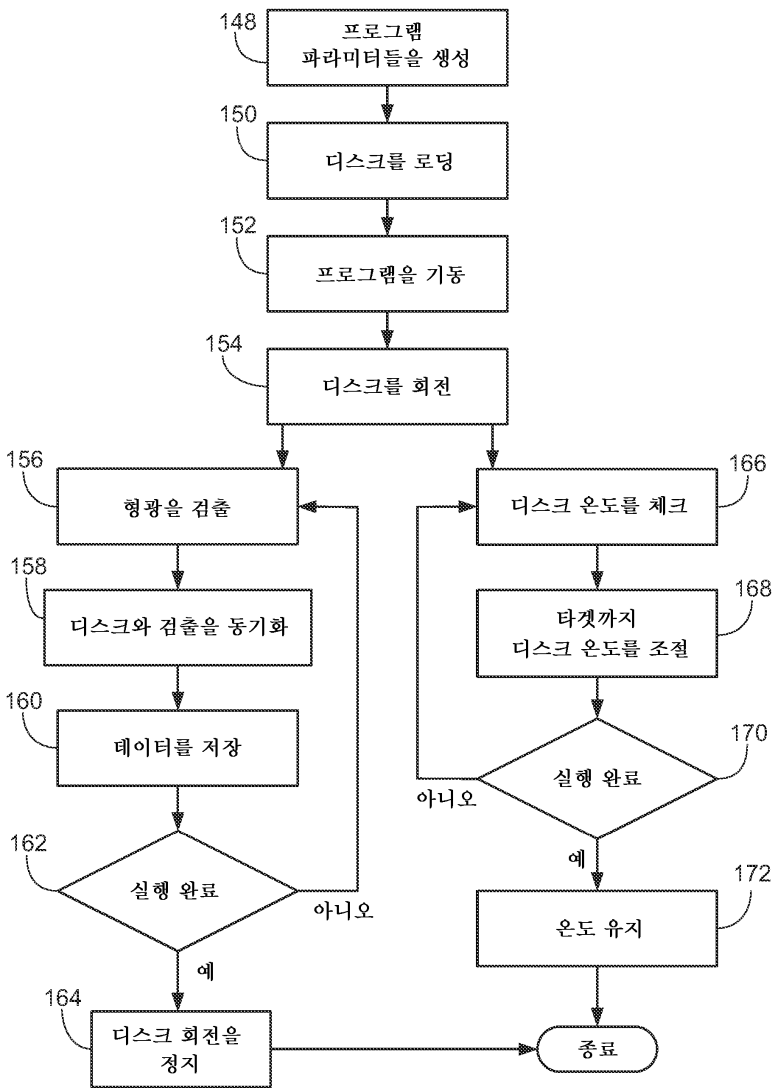 148
프로그램
파라미터들을 생성
150
디스크를 로딩
152
프로그램을 기동
154
디스크를 회전
156
형광을 검출
158
디스크와 검출을 동기화
160
데이터를 저장
162
실행 완료
아니오
예
164
디스크 회전을
정지
166
디스크 온도를 체크
168
타겟까지
디스크 온도를 조절
170
실행 완료
아니오
예
172
온도 유지
종료